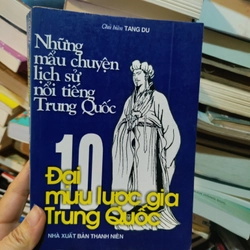 Chủ biên TANG DU
Những
mẩu chuyện
lịch sử
nổi tiếng
Trung Quốc
10
Đại
mưu lược gia
Trung Quốc
NHÀ XUẤT BẢN THANH NIÊN